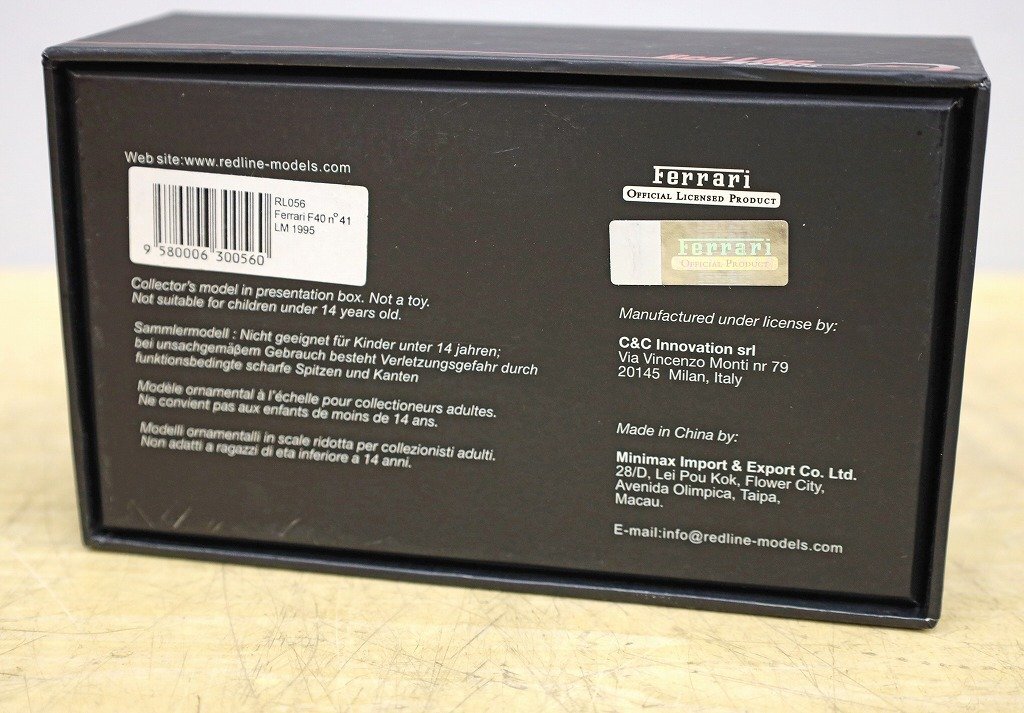 Red Line
Web site:www.redline-models.com
RL056
Ferrari F40 nº 41
LM 1995
9 580006 300560
Collector's model in presentation box. Not a toy.
Not suitable for children under 14 years old.
Sammlermodell : Nicht geeignet für Kinder unter 14 jahren;
bei unsachgemäβem Gebrauch besteht Verletzungsgefahr durch
funktionsbedingte scharfe Spitzen und Kanten
Modèle ornamental à l'échelle pour collectioneurs adultes.
Ne convient pas aux enfants de moins de 14 ans.
Modelli ornamentalli in scale ridotta per collezionisti adulti.
Non adatti a ragazzi di eta inferiore a 14 anni.
Ferrari
OFFICIAL LICENSED PRODUCT
Ferrari
OFFICIAL PRODUCT
Manufactured under license by:
C&C Innovation srl
Via Vincenzo Monti nr 79
20145 Milan, Italy
Made in China by:
Minimax Import & Export Co. Ltd.
28/D, Lei Pou Kok, Flower City,
Avenida Olimpica, Taipa,
Macau.
E-mail:info@redline-models.com